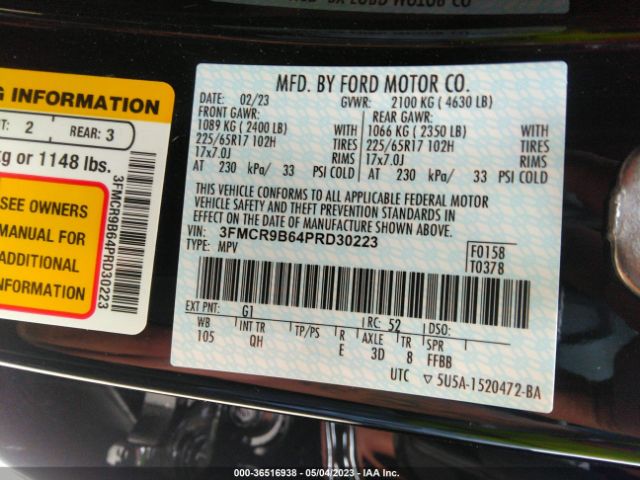 G INFORMATION
T: 2 REAR: 3
kg or 1148 lbs.
SEE OWNERS
MANUAL FOR
ADDITIONAL
INFORMATION
3FMCR9B64PRD30223
MFD. BY FORD MOTOR CO.
DATE: 02/23 GVWR: 2100 KG (4630 LB)
FRONT GAWR: REAR GAWR:
1089 KG (2400 LB) WITH 1066 KG (2350 LB) WITH
225/65R17 102H TIRES 225/65R17 102H TIRES
17x7.0J RIMS 17x7.0J RIMS
AT 230 kPa/ 33 PSI COLD AT 230 kPa/ 33 PSI COLD
THIS VEHICLE CONFORMS TO ALL APPLICABLE FEDERAL MOTOR
VEHICLE SAFETY AND THEFT PREVENTION STANDARDS IN
EFFECT ON THE DATE OF MANUFACTURE SHOWN ABOVE.
VIN: 3FMCR9B64PRD30223
TYPE: MPV
F0158
T0378
EXT PNT: G1 RC: 52 DSO:
WB INT TR TP/PS R AXLE TR SPR
105 QH E 3D 8 FFBB
UTC ▽ 5U5A-1520472-BA
000-36516938 - 05/04/2023 - IAA Inc.